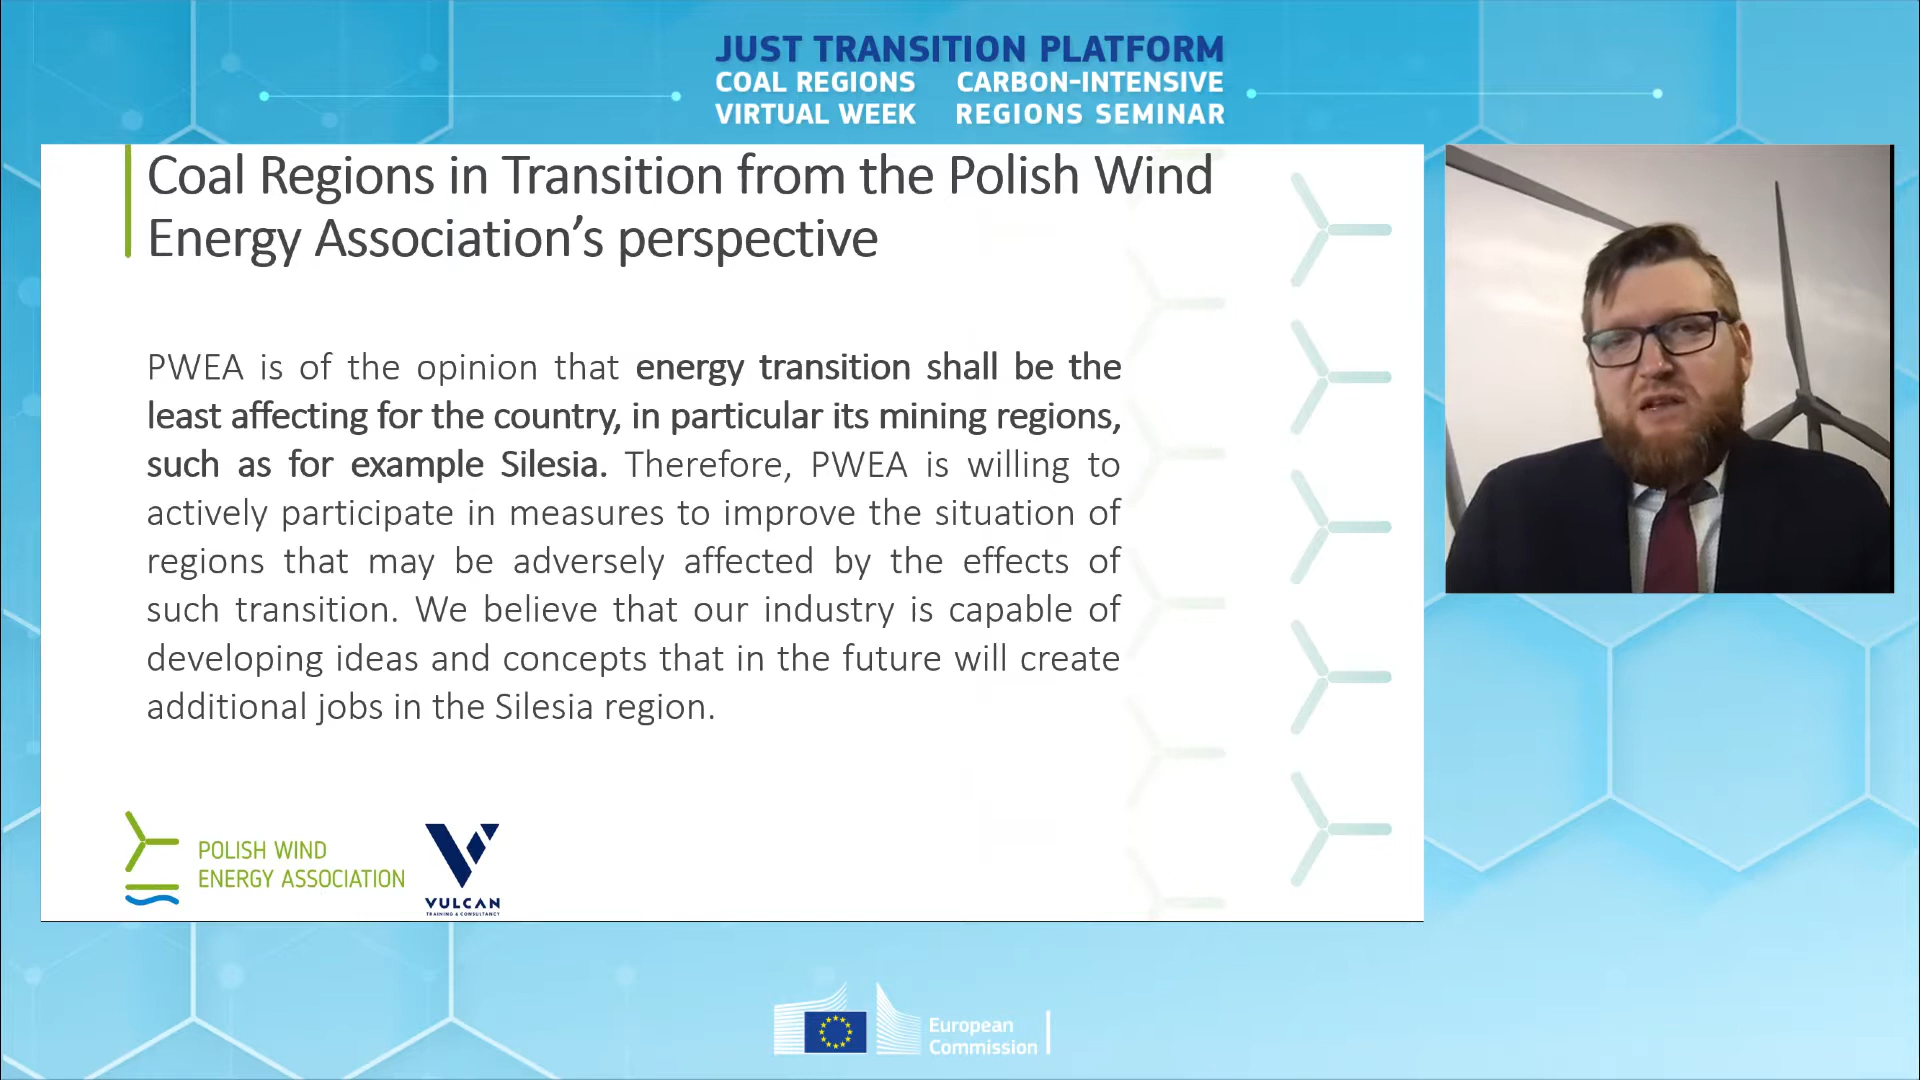 JUST TRANSITION PLATFORM
COAL REGIONS
VIRTUAL WEEK
CARBON-INTENSIVE
REGIONS SEMINAR
Coal Regions in Transition from the Polish Wind
Energy Association’s perspective
PWEA is of the opinion that energy transition shall be the
least affecting for the country, in particular its mining regions,
such as for example Silesia. Therefore, PWEA is willing to
actively participate in measures to improve the situation of
regions that may be adversely affected by the effects of
such transition. We believe that our industry is capable of
developing ideas and concepts that in the future will create
additional jobs in the Silesia region.
POLISH WIND
ENERGY ASSOCIATION
VULCAN
TRAINING & CONSULTANCY
European
Commission